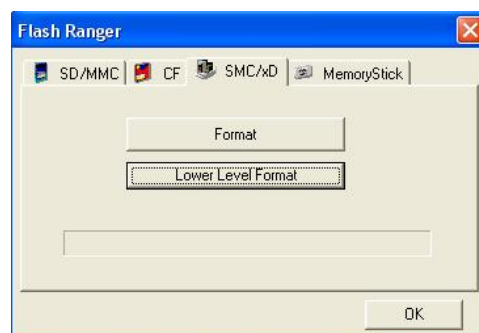 Flash Ranger
SD/MMC CF SMC/xD MemoryStick
Format
Lower Level Format
OK